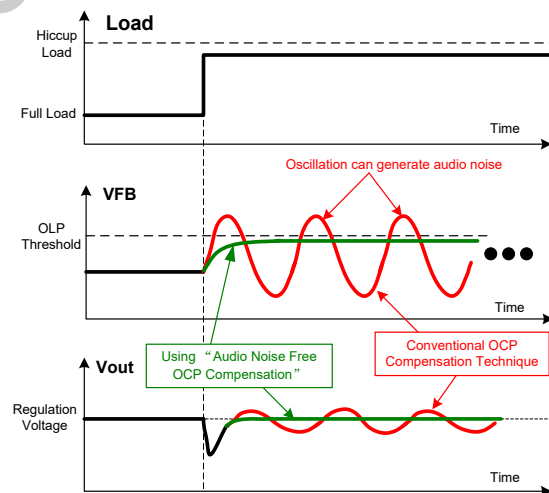 Load
Hiccup
Load
Full Load
Time
Oscillation can generate audio noise
VFB
OLP
Threshold
Time
Using “Audio Noise Free
OCP Compensation”
Conventional OCP
Compensation Technique
Vout
Regulation
Voltage
Time